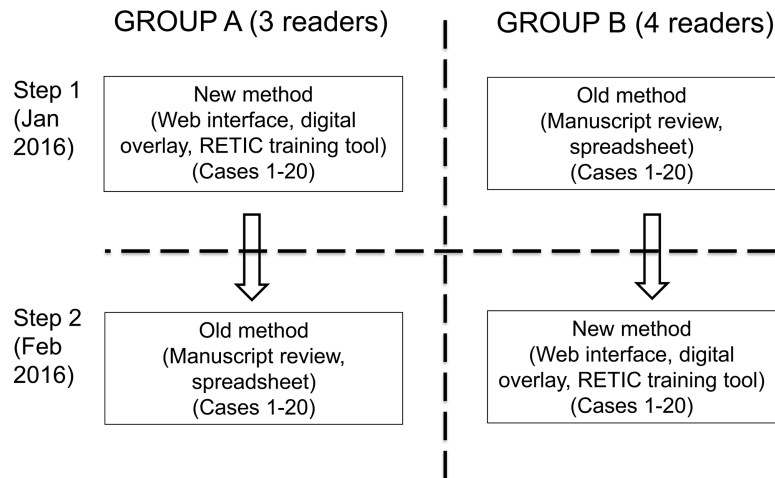 GROUP A (3 readers)
GROUP B (4 readers)
Step 1
(Jan
2016)
New method
(Web interface, digital
overlay, RETIC training tool)
(Cases 1-20)
Old method
(Manuscript review,
spreadsheet)
(Cases 1-20)
Step 2
(Feb
2016)
Old method
(Manuscript review,
spreadsheet)
(Cases 1-20)
New method
(Web interface, digital
overlay, RETIC training tool)
(Cases 1-20)